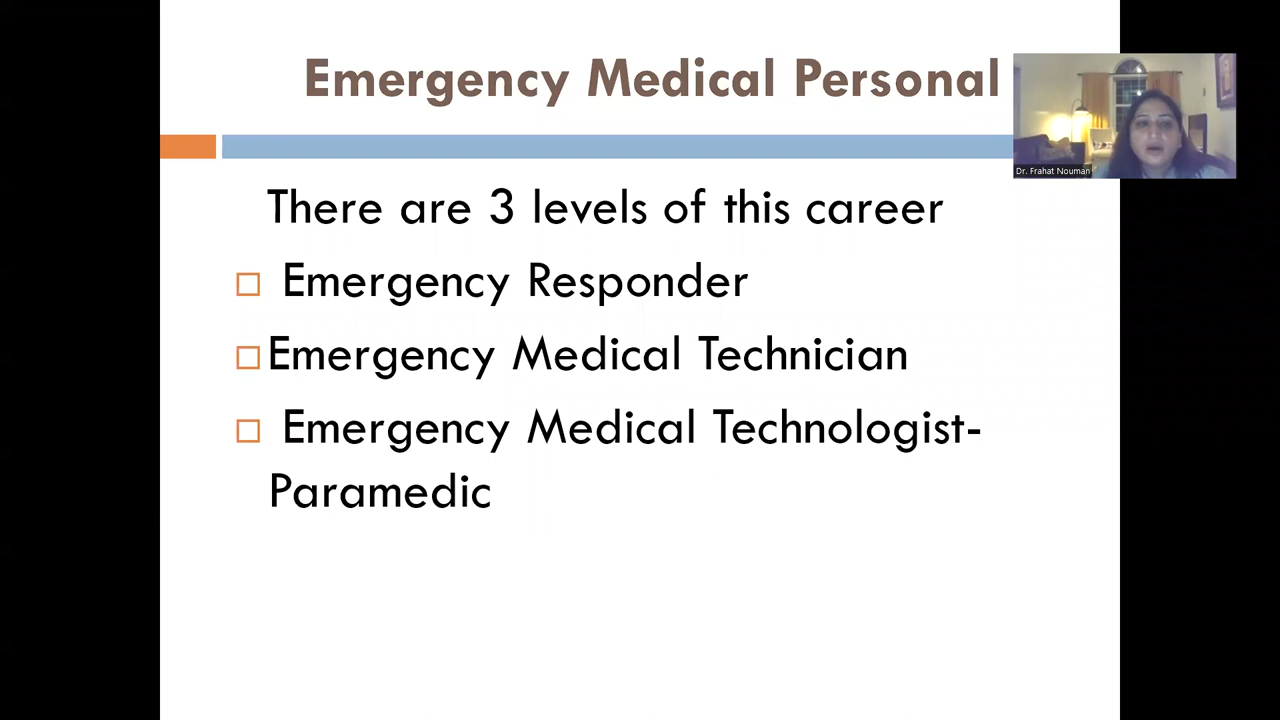 Emergency Medical Personal
Dr. Frahat Nouman
There are 3 levels of this career
Emergency Responder
Emergency Medical Technician
Emergency Medical Technologist-
Paramedic